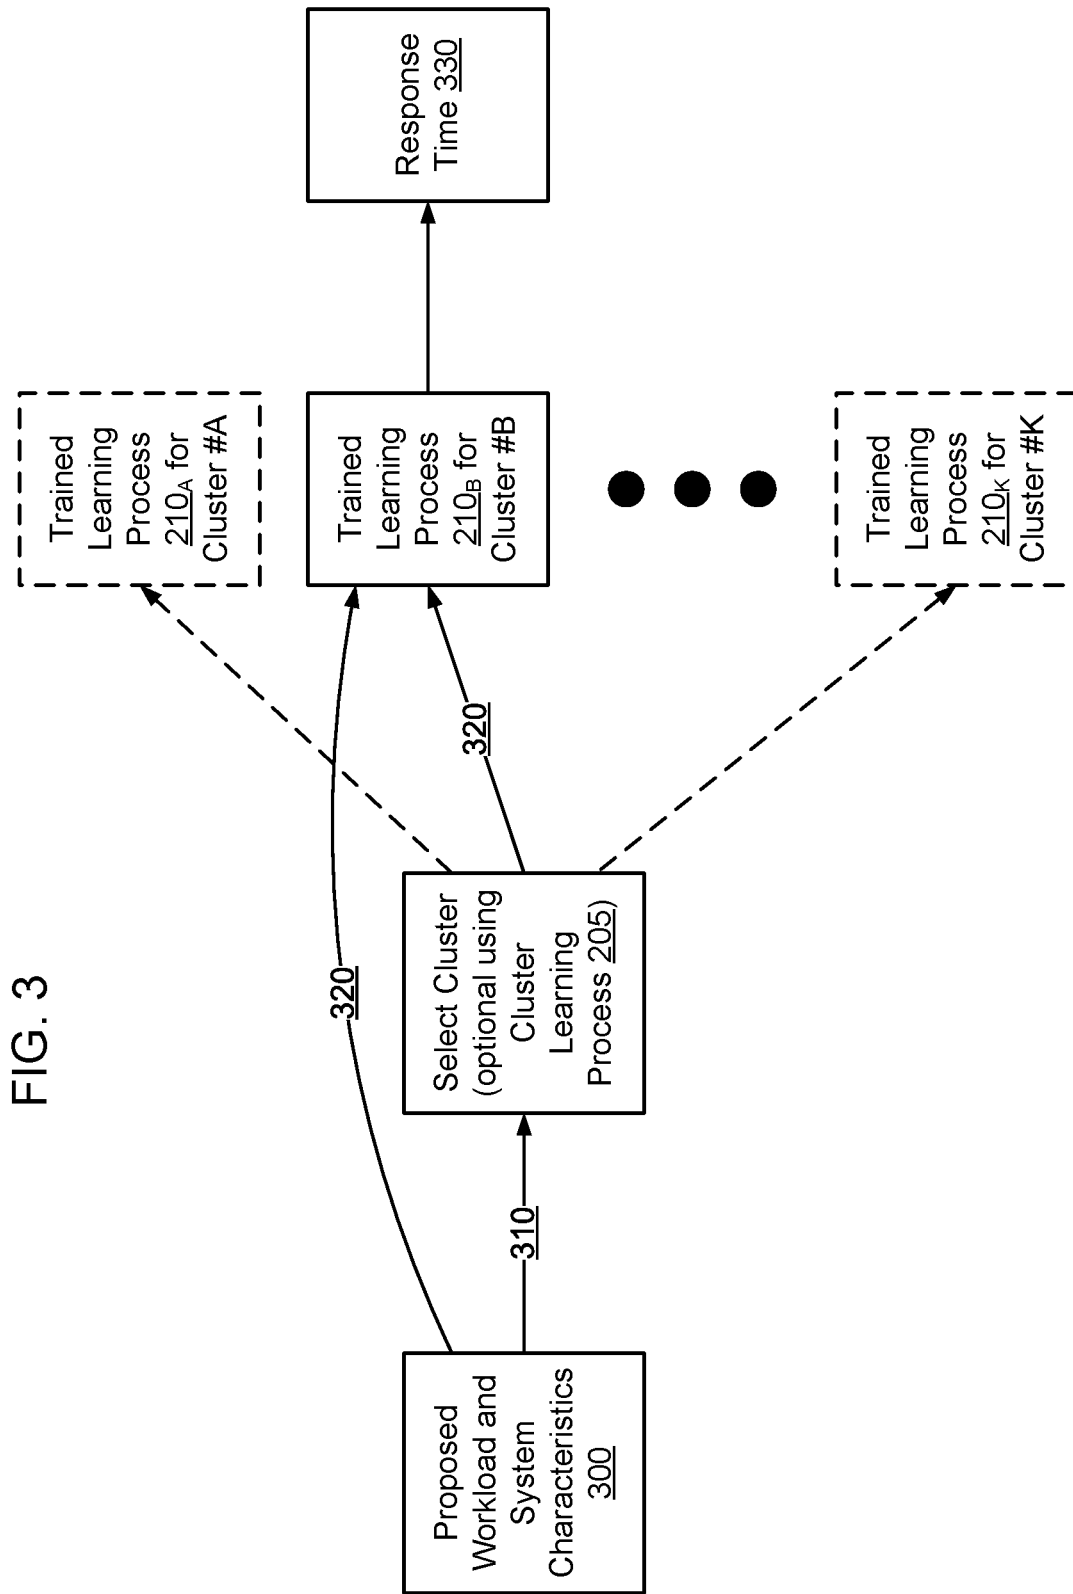 FIG. 3
Proposed
Workload and
System
Characteristics
300
310
320
Select Cluster
(optional using
Cluster
Learning
Process 205)
320
Trained
Learning
Process
210A for
Cluster #A
Trained
Learning
Process
210B for
Cluster #B
Trained
Learning
Process
210K for
Cluster #K
Response
Time 330